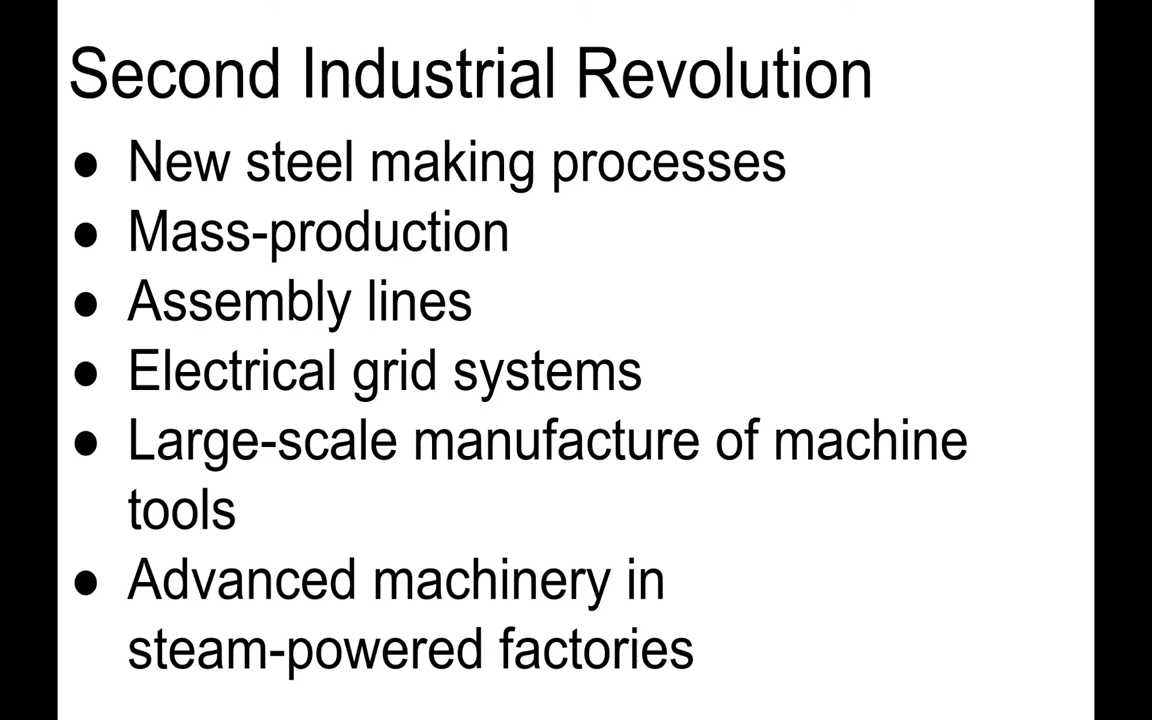 Second Industrial Revolution
● New steel making processes
● Mass-production
● Assembly lines
● Electrical grid systems
● Large-scale manufacture of machine
tools
● Advanced machinery in
steam-powered factories